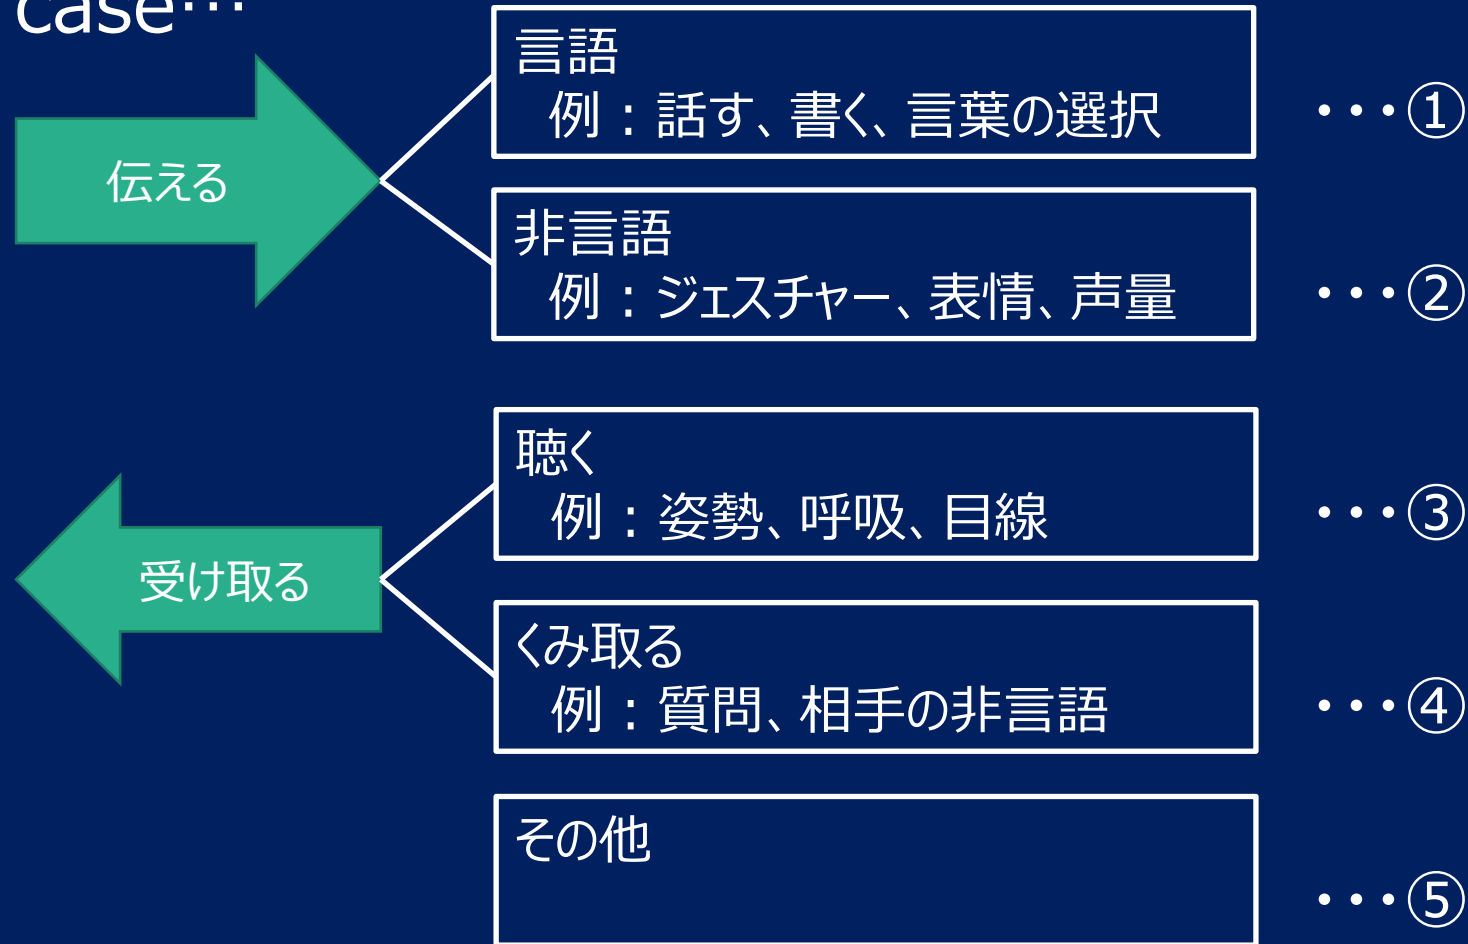 case…
言語
例：話す、書く、言葉の選択
・・・①
伝える
非言語
例：ジェスチャー、表情、声量
・・・②
聴く
例：姿勢、呼吸、目線
・・・③
受け取る
くみ取る
例：質問、相手の非言語
・・・④
その他
・・・⑤